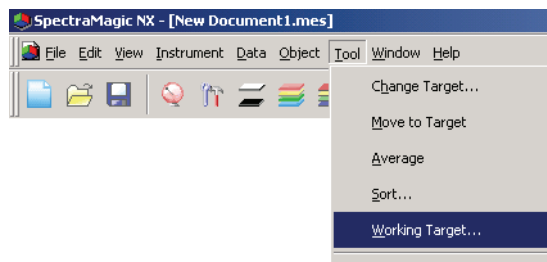 SpectraMagic NX - [New Document1.mes]
File Edit View Instrument Data Object Tool Window Help
Change Target...
Move to Target
Average
Sort...
Working Target...